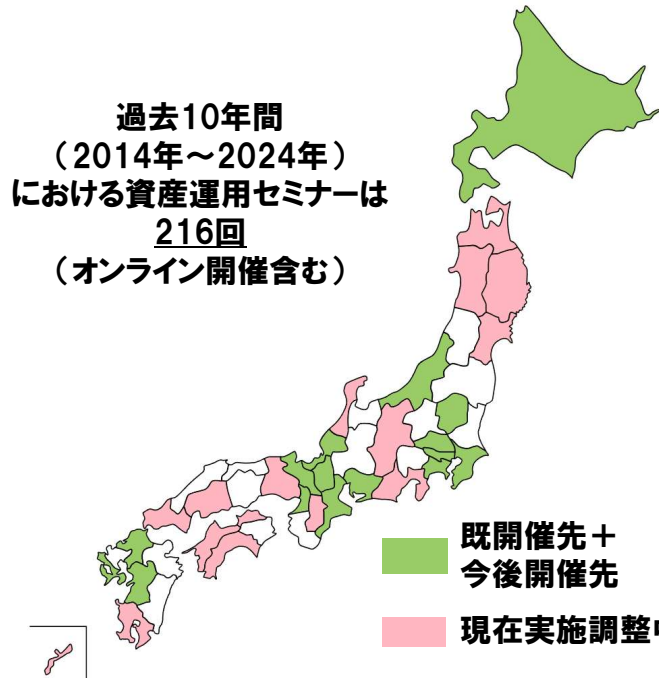 過去10年間
（2014年～2024年）
における資産運用セミナーは
216回
（オンライン開催含む）
既開催先＋
今後開催先
現在実施調整